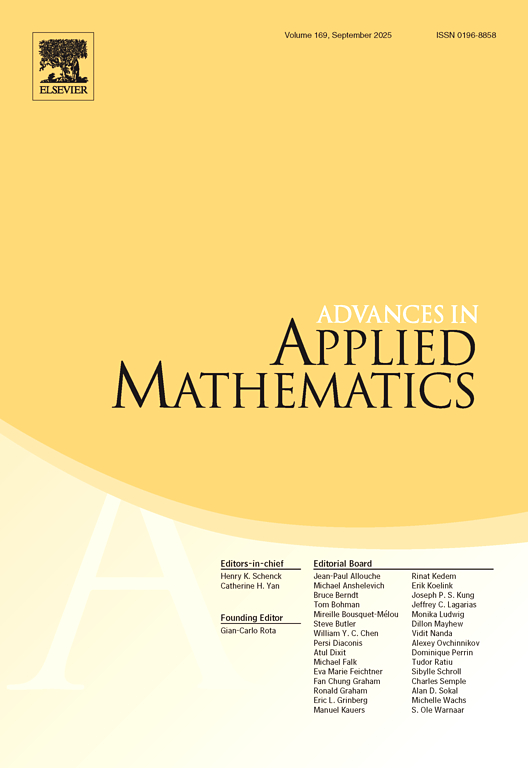 Volume 169, September 2025
ISSN 0196-8858
ELSEVIER
ADVANCES IN
APPLIED
MATHEMATICS
Editors-in-chief
Henry K. Schenck
Catherine H. Yan
Founding Editor
Gian-Carlo Rota
Editorial Board
Jean-Paul Allouche
Michael Anshelevich
Bruce Berndt
Tom Bohman
Mireille Bousquet-Mélou
Steve Butler
William Y. C. Chen
Persi Diaconis
Atul Dixit
Michael Falk
Eva Marie Feichtner
Fan Chung Graham
Ronald Graham
Eric L. Grinberg
Manuel Kauers
Rinat Kedem
Erik Koelink
Joseph P. S. Kung
Jeffrey C. Lagarias
Monika Ludwig
Dillon Mayhew
Vidit Nanda
Alexey Ovchinnikov
Dominique Perrin
Tudor Ratiu
Sibylle Schroll
Charles Semple
Alan D. Sokal
Michelle Wachs
S. Ole Warnaar